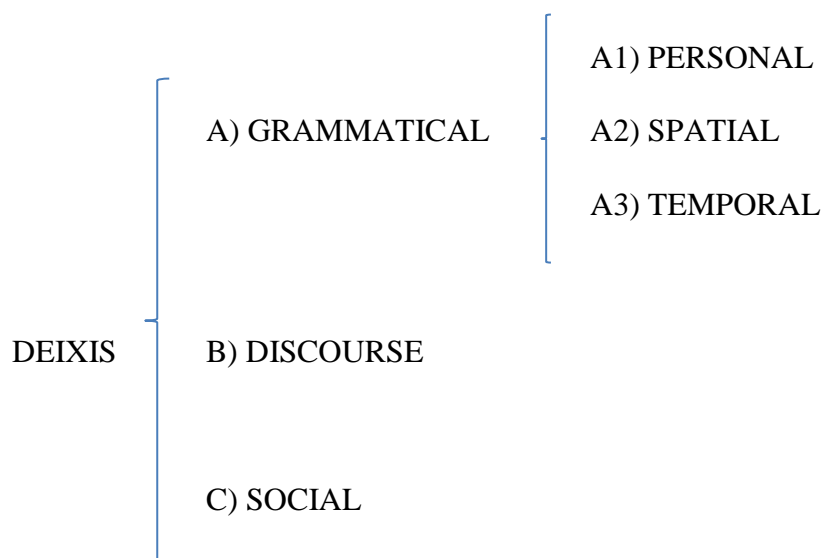 A1) PERSONAL
A) GRAMMATICAL
A2) SPATIAL
A3) TEMPORAL
DEIXIS
B) DISCOURSE
C) SOCIAL